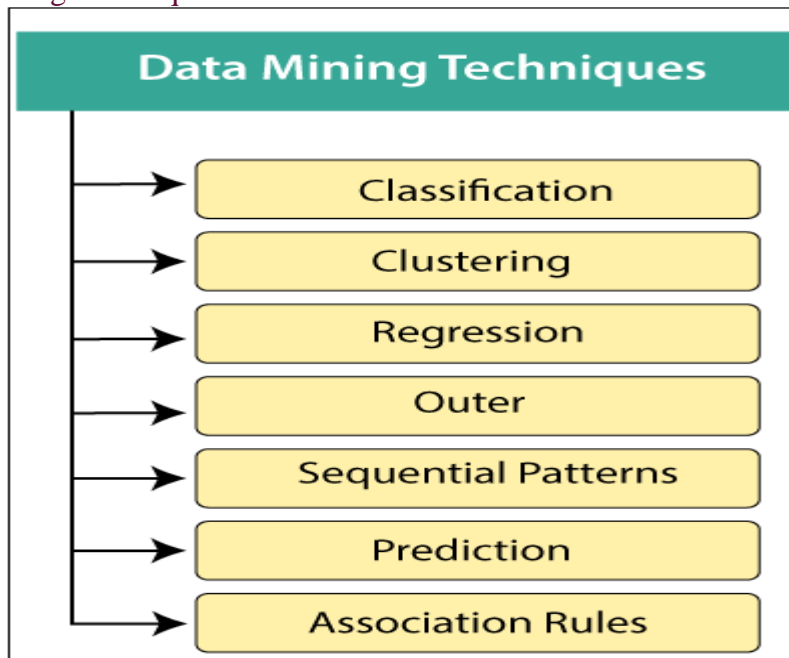 Data Mining Techniques
Classification
Clustering
Regression
Outer
Sequential Patterns
Prediction
Association Rules